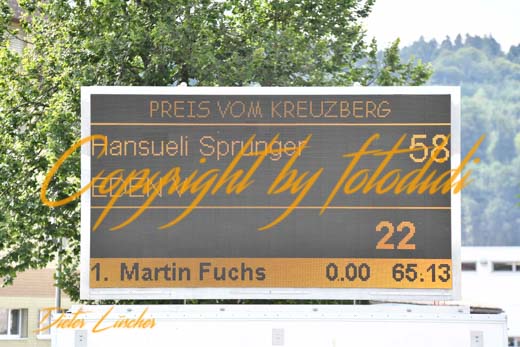 PREIS VOM KREUZBERG
Hansueli Sprunger 58
EDEN
22
1. Martin Fuchs 0.00 65.13
Copyright by fotodidi
Dieter Lüscher